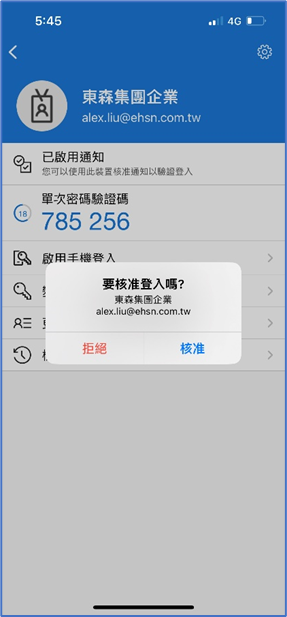 5:45
4G
東森集團企業
alex.liu@ehsn.com.tw
已啟用通知
您可以使用此裝置核准通知以驗證登入
18
單次密碼驗證碼
785 256
啟用手機登入
要核准登入嗎?
東森集團企業
alex.liu@ehsn.com.tw
拒絕
核准